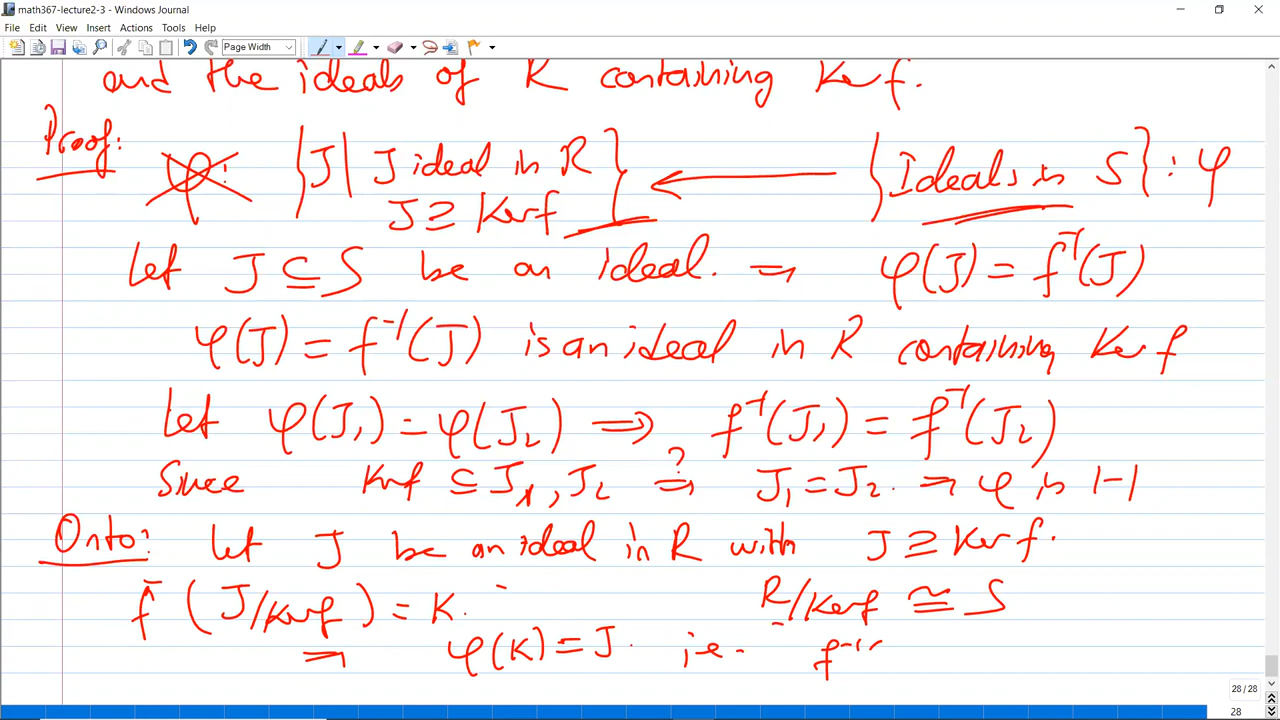 math367-lecture2-3 - Windows Journal
File Edit View Insert Actions Tools Help
Page Width
and the ideals of R containing Ker f.
Proof:
φ: {J | J ideal in R J ⊇ Ker f} ← {Ideals in S} : φ
Let J ⊆ S be an ideal. ⇒ φ(J) = f⁻¹(J)
φ(J) = f⁻¹(J) is an ideal in R containing Ker f
Let φ(J₁) = φ(J₂) ⟹ f⁻¹(J₁) = f⁻¹(J₂)
Since Ker f ⊆ J₁, J₂ ?⇒ J₁ = J₂. ⇒ φ is 1-1
Onto: Let J be an ideal in R with J ⊇ Ker f.
f̄ (J/Ker f) = K. R/Ker f ≅ S
⇒ φ(K) = J. i.e. f⁻¹(
28 / 28
28